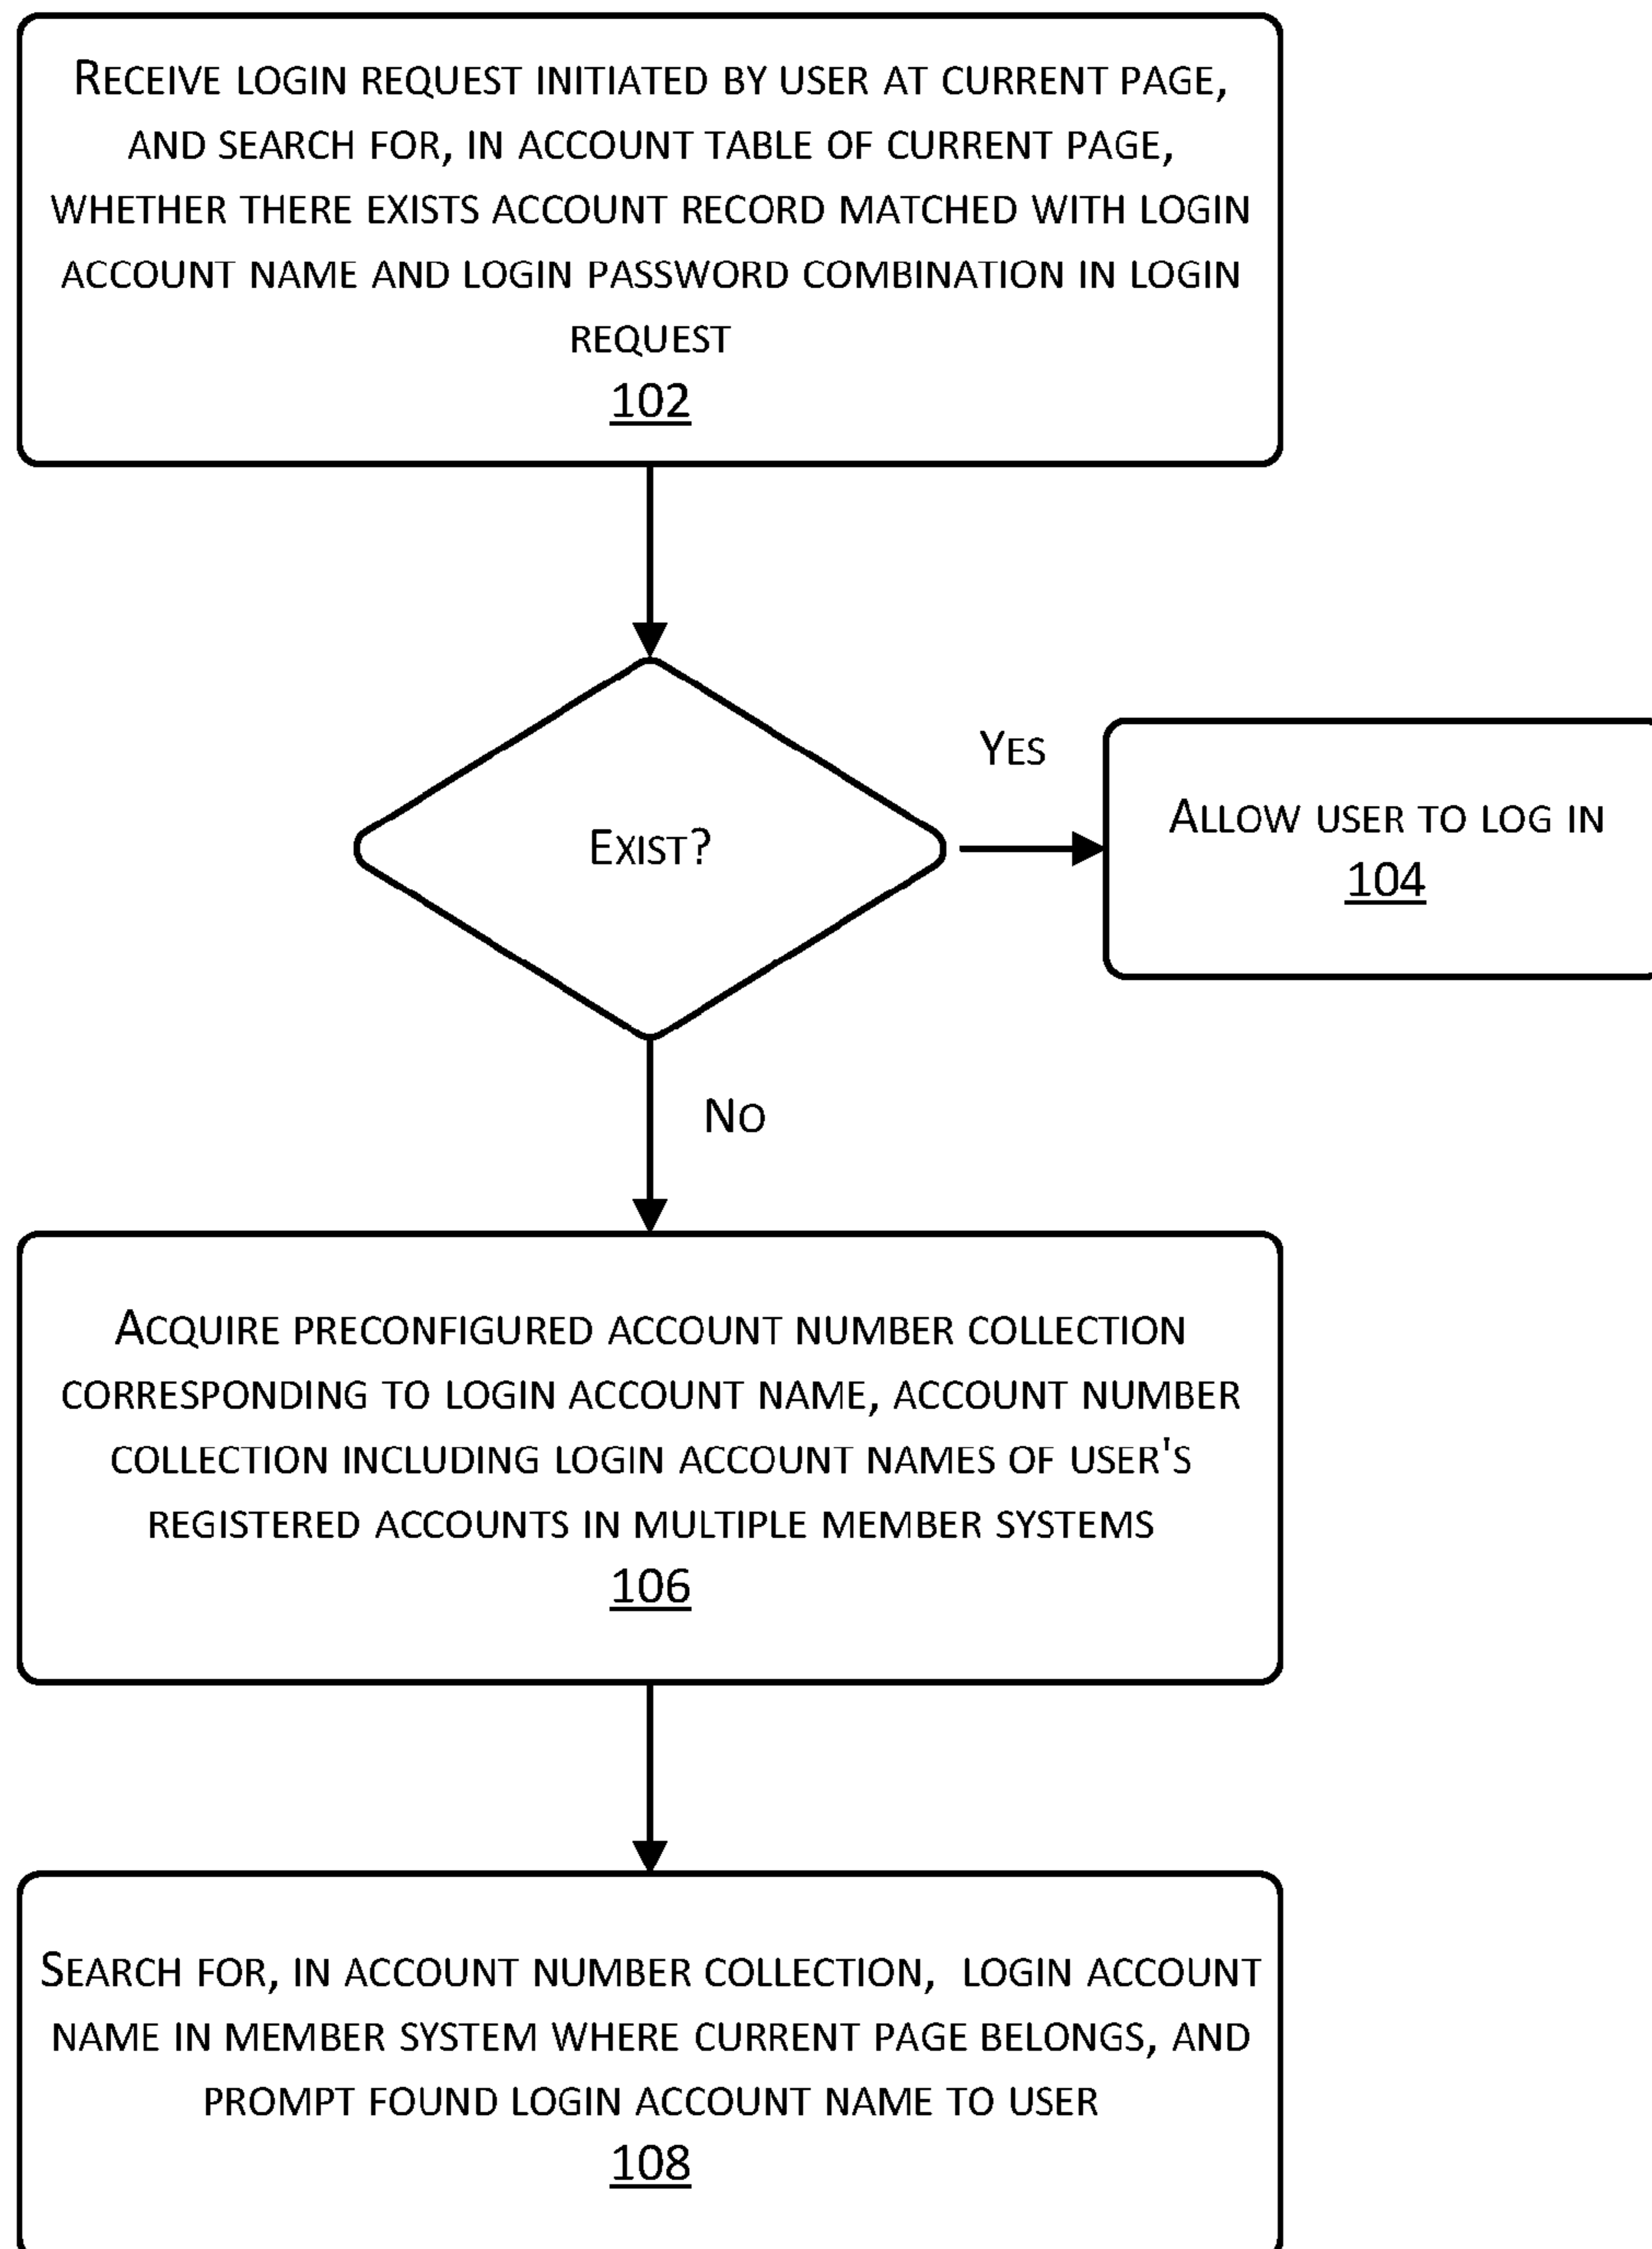 RECEIVE LOGIN REQUEST INITIATED BY USER AT CURRENT PAGE,
AND SEARCH FOR, IN ACCOUNT TABLE OF CURRENT PAGE,
WHETHER THERE EXISTS ACCOUNT RECORD MATCHED WITH LOGIN
ACCOUNT NAME AND LOGIN PASSWORD COMBINATION IN LOGIN
REQUEST
102
YES
EXIST?
ALLOW USER TO LOG IN
104
NO
ACQUIRE PRECONFIGURED ACCOUNT NUMBER COLLECTION
CORRESPONDING TO LOGIN ACCOUNT NAME, ACCOUNT NUMBER
COLLECTION INCLUDING LOGIN ACCOUNT NAMES OF USER'S
REGISTERED ACCOUNTS IN MULTIPLE MEMBER SYSTEMS
106
SEARCH FOR, IN ACCOUNT NUMBER COLLECTION, LOGIN ACCOUNT
NAME IN MEMBER SYSTEM WHERE CURRENT PAGE BELONGS, AND
PROMPT FOUND LOGIN ACCOUNT NAME TO USER
108